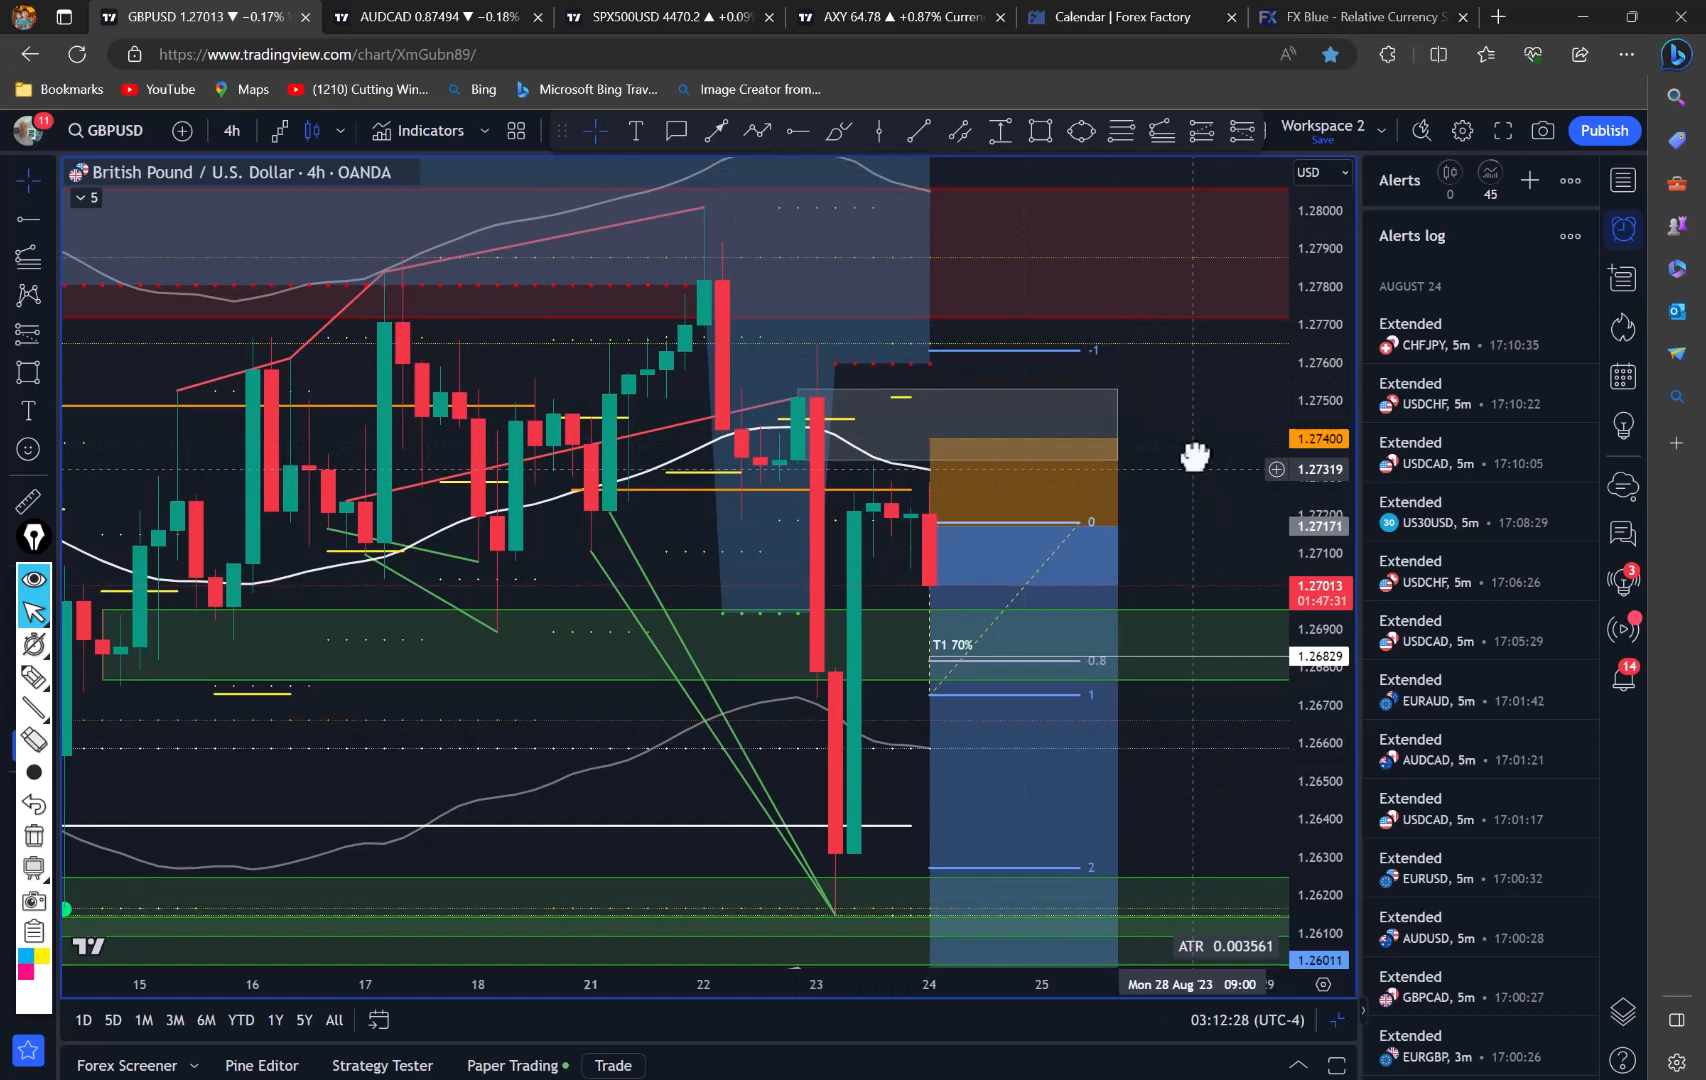 GBPUSD 1.27013 ▼ −0.17%
AUDCAD 0.87494 ▼ −0.18%
SPX500USD 4470.2 ▲ +0.09%
AXY 64.78 ▲ +0.87% Curren
Calendar | Forex Factory
FX Blue - Relative Currency S
https://www.tradingview.com/chart/XmGubn89/
Bookmarks
YouTube
Maps
(1210) Cutting Win...
Bing
Microsoft Bing Trav...
Image Creator from...
11
GBPUSD
4h
Indicators
Workspace 2
Save
Publish
British Pound / U.S. Dollar · 4h · OANDA
5
USD
1.28000
1.27900
1.27800
1.27700
1.27600
1.27500
1.27400
1.27319
1.27200
1.27171
1.27100
1.27013
01:47:31
1.26900
1.26829
1.26800
1.26700
1.26600
1.26500
1.26400
1.26300
1.26200
1.26100
1.26011
-1
0
T1 70%
0.8
1
2
ATR 0.003561
15
16
17
18
21
22
23
24
25
Mon 28 Aug '23 09:00
29
1D 5D 1M 3M 6M YTD 1Y 5Y All
03:12:28 (UTC-4)
Forex Screener
Pine Editor
Strategy Tester
Paper Trading
Trade
Alerts
0
45
Alerts log
AUGUST 24
Extended
CHFJPY, 5m • 17:10:35
Extended
USDCHF, 5m • 17:10:22
Extended
USDCAD, 5m • 17:10:05
Extended
30 US30USD, 5m • 17:08:29
Extended
USDCHF, 5m • 17:06:26
Extended
USDCAD, 5m • 17:05:29
Extended
EURAUD, 5m • 17:01:42
Extended
AUDCAD, 5m • 17:01:21
Extended
USDCAD, 5m • 17:01:17
Extended
EURUSD, 5m • 17:00:32
Extended
AUDUSD, 5m • 17:00:28
Extended
GBPCAD, 5m • 17:00:27
Extended
EURGBP, 3m • 17:00:26
3
14